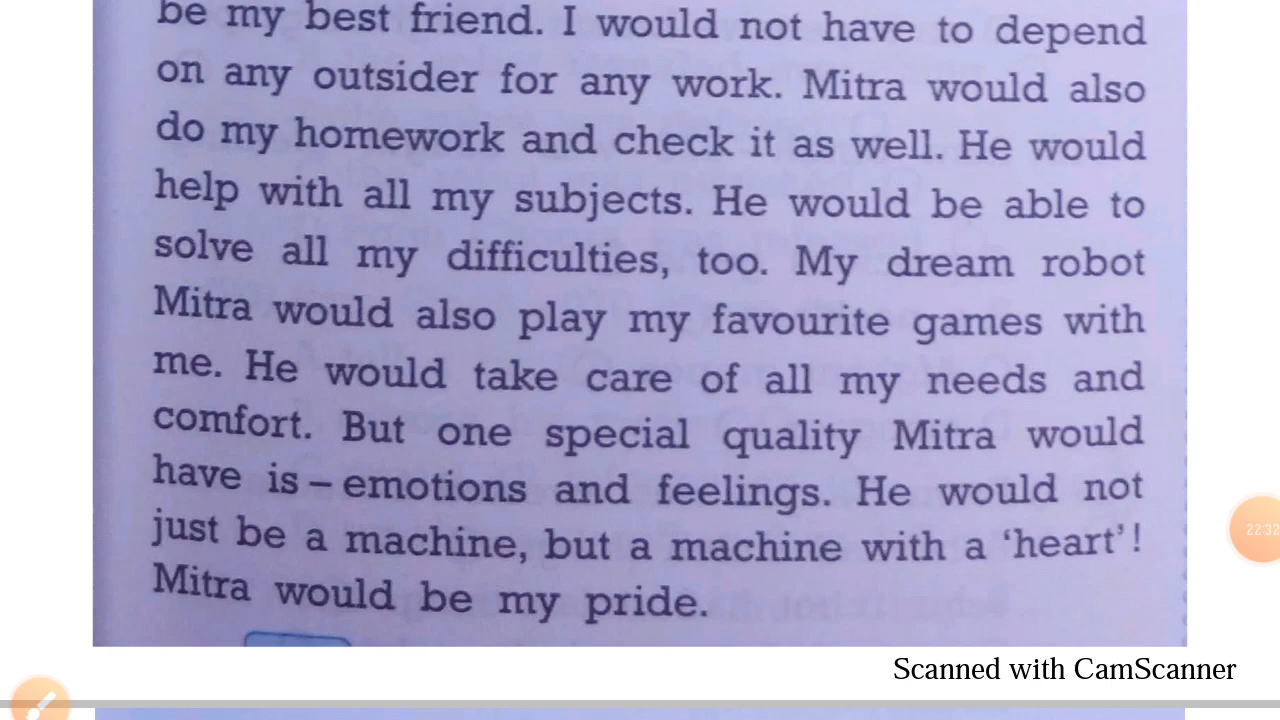 be my best friend. I would not have to depend
on any outsider for any work. Mitra would also
do my homework and check it as well. He would
help with all my subjects. He would be able to
solve all my difficulties, too. My dream robot
Mitra would also play my favourite games with
me. He would take care of all my needs and
comfort. But one special quality Mitra would
have is – emotions and feelings. He would not
just be a machine, but a machine with a ‘heart’!
Mitra would be my pride.
22:32
Scanned with CamScanner